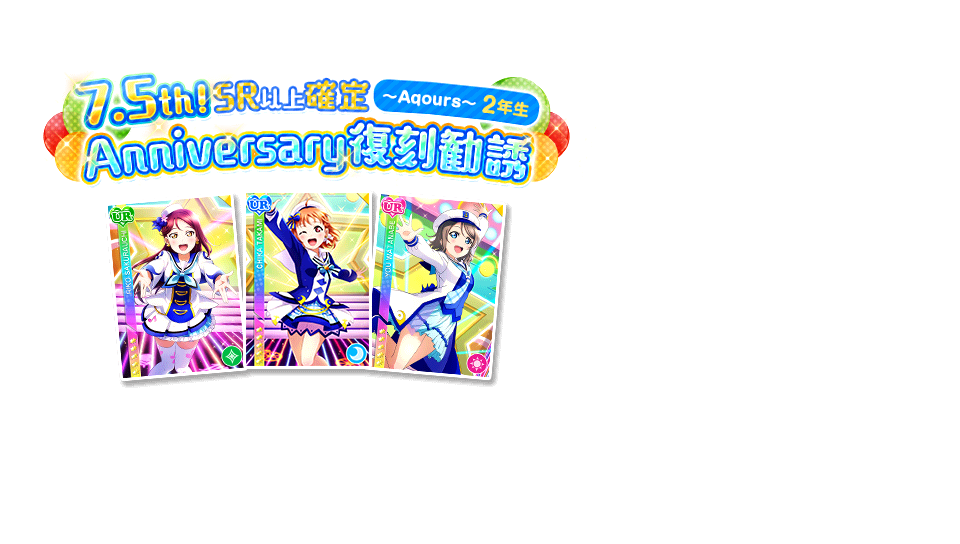 7.5th! SR以上確定 ～Aqours～ 2年生
Anniversary復刻勧誘
UR
RIKO SAKURAUCHI
UR
CHIKA TAKAMI
UR
YOU WATANABE